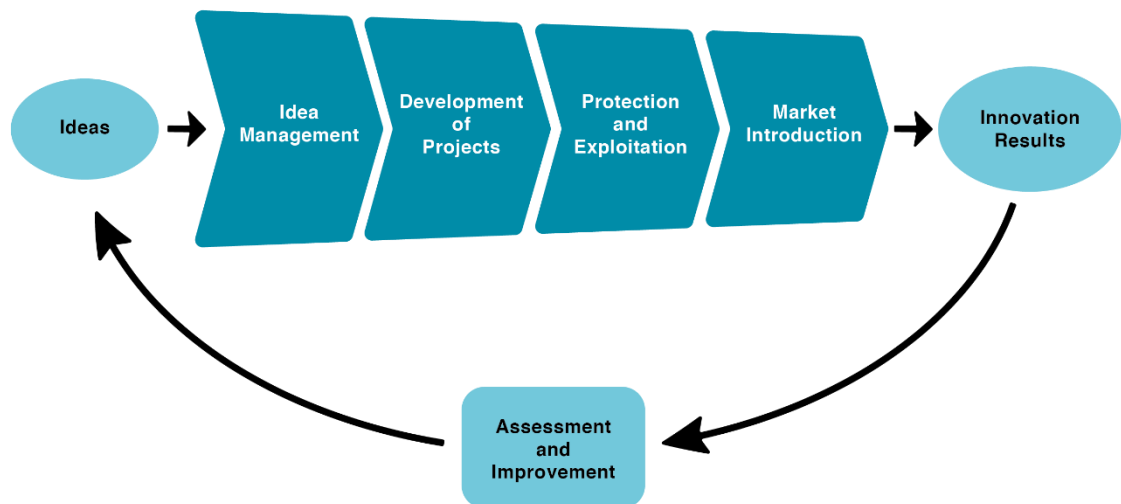 Ideas
Idea
Management
Development
of
Projects
Protection
and
Exploitation
Market
Introduction
Innovation
Results
Assessment
and
Improvement